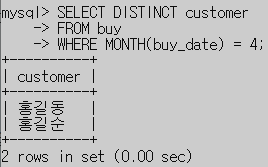 mysql> SELECT DISTINCT customer
    -> FROM buy
    -> WHERE MONTH(buy_date) = 4;
+----------+
| customer |
+----------+
| 홍길동
| 홍길순
+----------+
2 rows in set (0.00 sec)